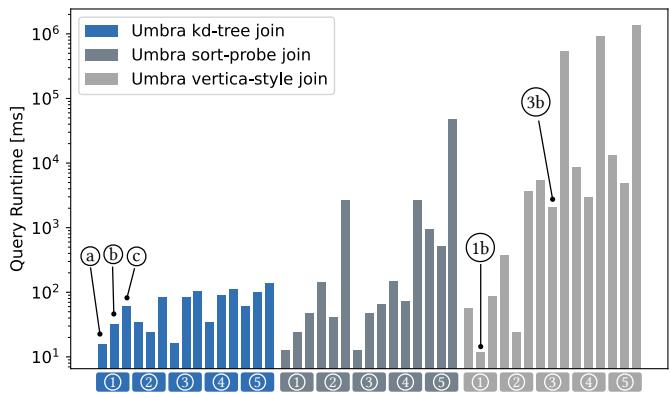 Umbra kd-tree join
Umbra sort-probe join
Umbra vertica-style join
Query Runtime [ms]
10⁶
10⁵
10⁴
10³
10²
10¹
3b
1b
a b c
① ② ③ ④ ⑤ ① ② ③ ④ ⑤ ① ② ③ ④ ⑤